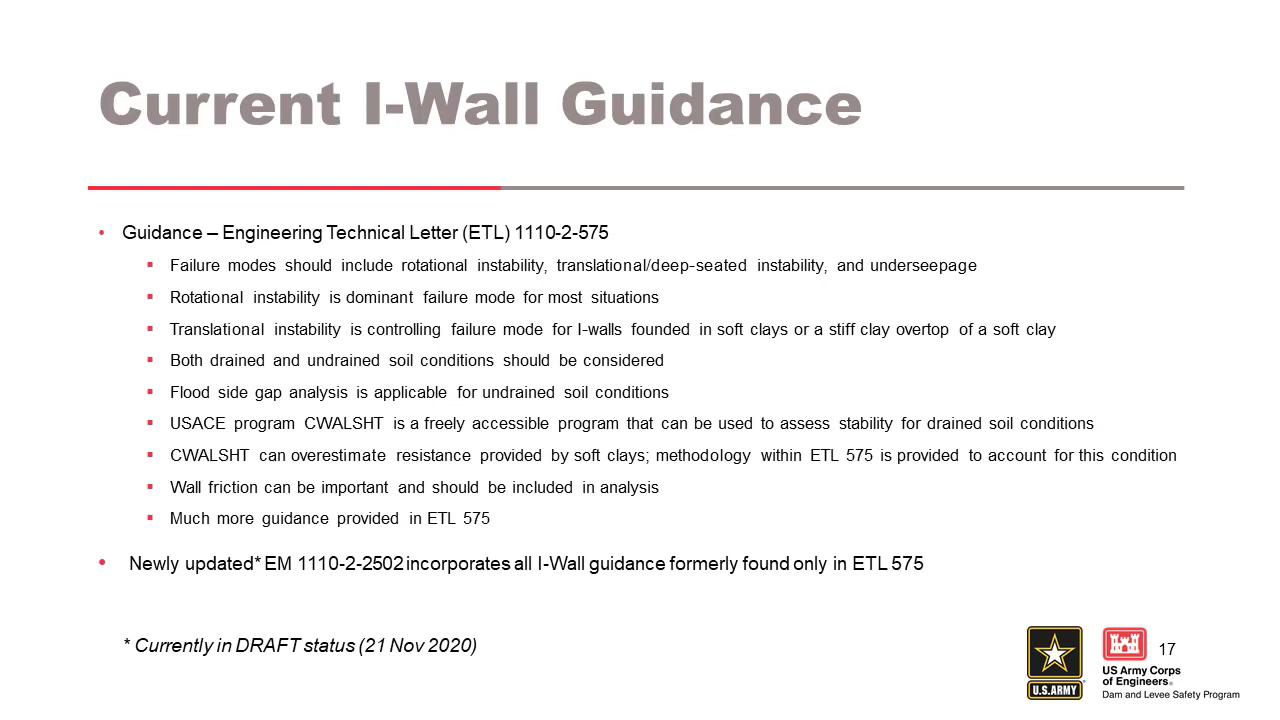 Current I-Wall Guidance
• Guidance – Engineering Technical Letter (ETL) 1110-2-575
▪ Failure modes should include rotational instability, translational/deep-seated instability, and underseepage
▪ Rotational instability is dominant failure mode for most situations
▪ Translational instability is controlling failure mode for I-walls founded in soft clays or a stiff clay overtop of a soft clay
▪ Both drained and undrained soil conditions should be considered
▪ Flood side gap analysis is applicable for undrained soil conditions
▪ USACE program CWALSHT is a freely accessible program that can be used to assess stability for drained soil conditions
▪ CWALSHT can overestimate resistance provided by soft clays; methodology within ETL 575 is provided to account for this condition
▪ Wall friction can be important and should be included in analysis
▪ Much more guidance provided in ETL 575
• Newly updated* EM 1110-2-2502 incorporates all I-Wall guidance formerly found only in ETL 575
* Currently in DRAFT status (21 Nov 2020)
U.S.ARMY
17
US Army Corps
of Engineers®
Dam and Levee Safety Program